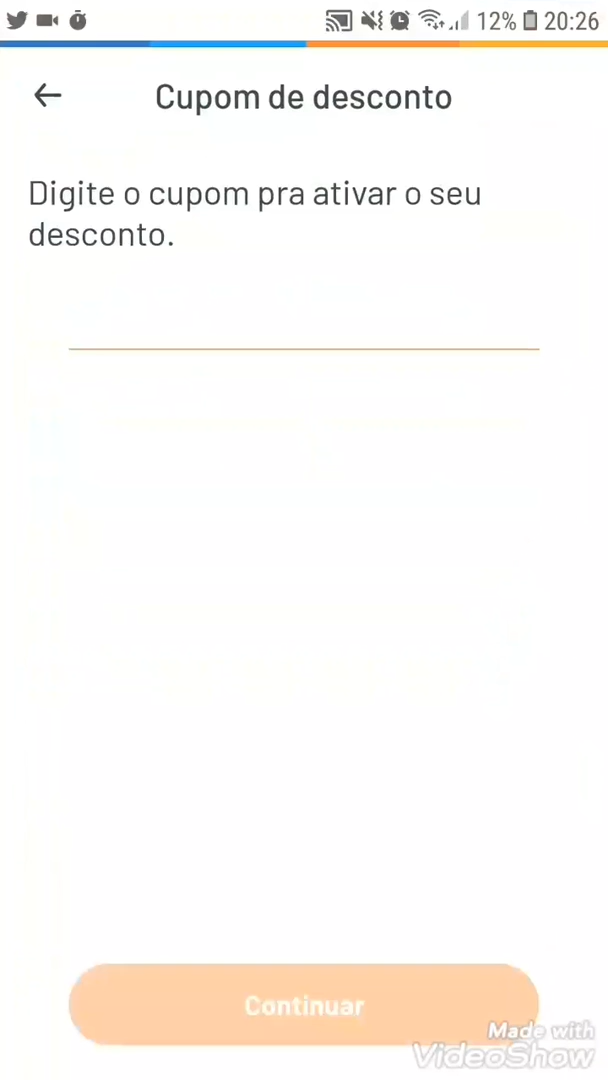 12% 20:26
Cupom de desconto
Digite o cupom pra ativar o seu
desconto.
Continuar
Made with
VideoShow